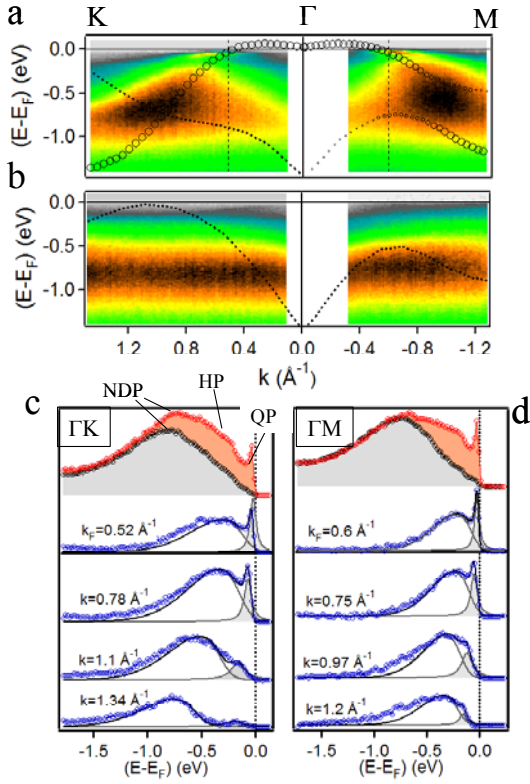 a K Γ M
(E-E_F) (eV)
0.0
-0.5
-1.0
b
(E-E_F) (eV)
0.0
-0.5
-1.0
1.2 0.8 0.4 0.0 -0.4 -0.8 -1.2
k (Å⁻¹)
c NDP HP d
ΓK QP ΓM
k_F=0.52 Å⁻¹ k_F=0.6 Å⁻¹
k=0.78 Å⁻¹ k=0.75 Å⁻¹
k=1.1 Å⁻¹ k=0.97 Å⁻¹
k=1.34 Å⁻¹ k=1.2 Å⁻¹
-1.5 -1.0 -0.5 0.0 -1.5 -1.0 -0.5 0.0
(E-E_F) (eV) (E-E_F) (eV)